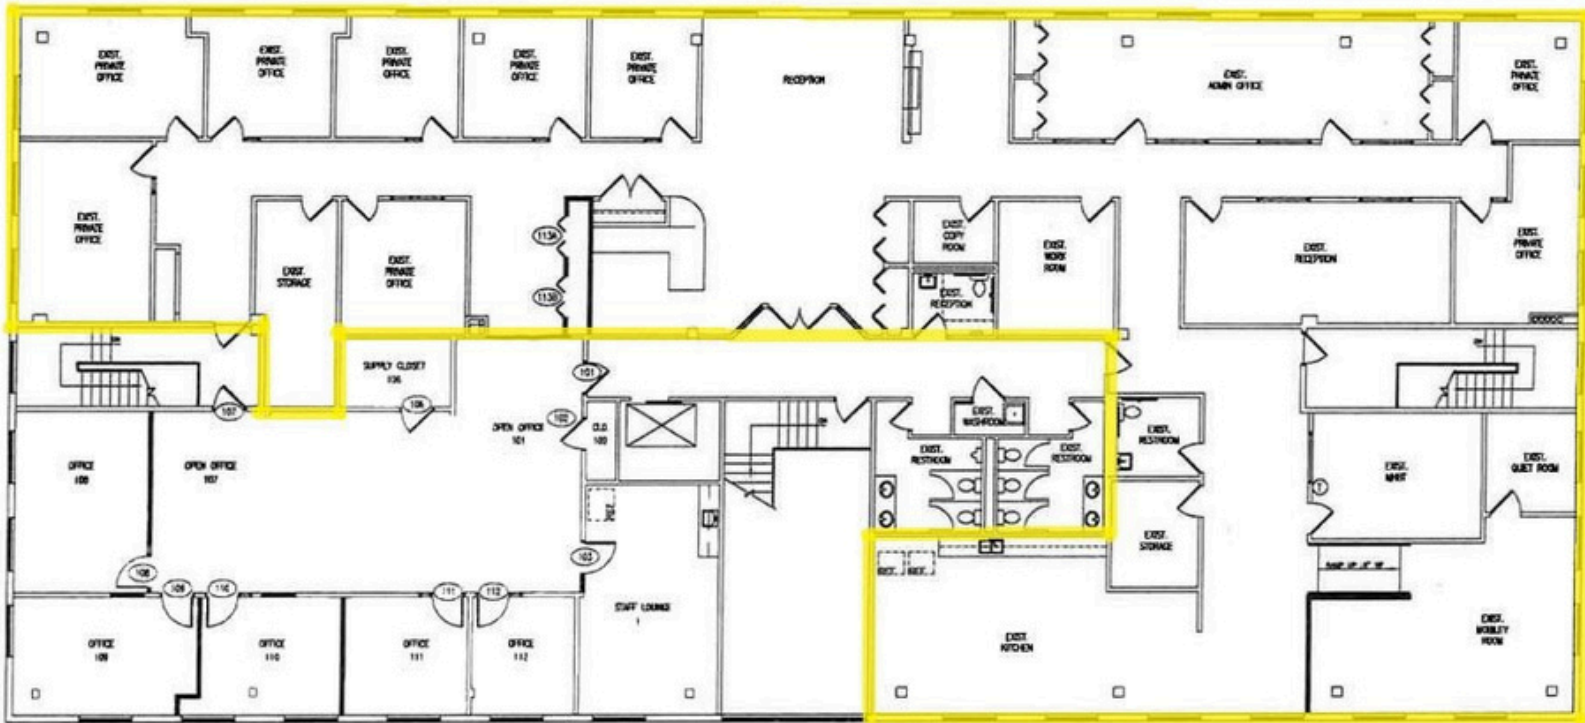 EXIST.
PRIVATE
OFFICE
EXIST.
PRIVATE
OFFICE
EXIST.
PRIVATE
OFFICE
EXIST.
PRIVATE
OFFICE
EXIST.
PRIVATE
OFFICE
RECEPTION
EXIST.
ADMIN OFFICE
EXIST.
PRIVATE
OFFICE
EXIST.
PRIVATE
OFFICE
EXIST.
STORAGE
EXIST.
PRIVATE
OFFICE
113A
113B
EXIST.
COPY
ROOM
EXIST.
RECEPTION
EXIST.
WORK
ROOM
EXIST.
RECEPTION
EXIST.
PRIVATE
OFFICE
SUPPLY CLOSET
106
101
106
107
102
OPEN OFFICE
101
CLO.
100
EXIST.
WASHROOM
EXIST.
RESTROOM
EXIST.
RESTROOM
EXIST.
RESTROOM
OFFICE
108
OPEN OFFICE
107
EXIST.
QUIET ROOM
EXIST.
STORAGE
REF.
103
108
109
110
111
112
REF.
REF.
STAFF LOUNGE
1
OFFICE
109
OFFICE
110
OFFICE
111
OFFICE
112
EXIST.
KITCHEN
EXIST.
MOBLEY
ROOM